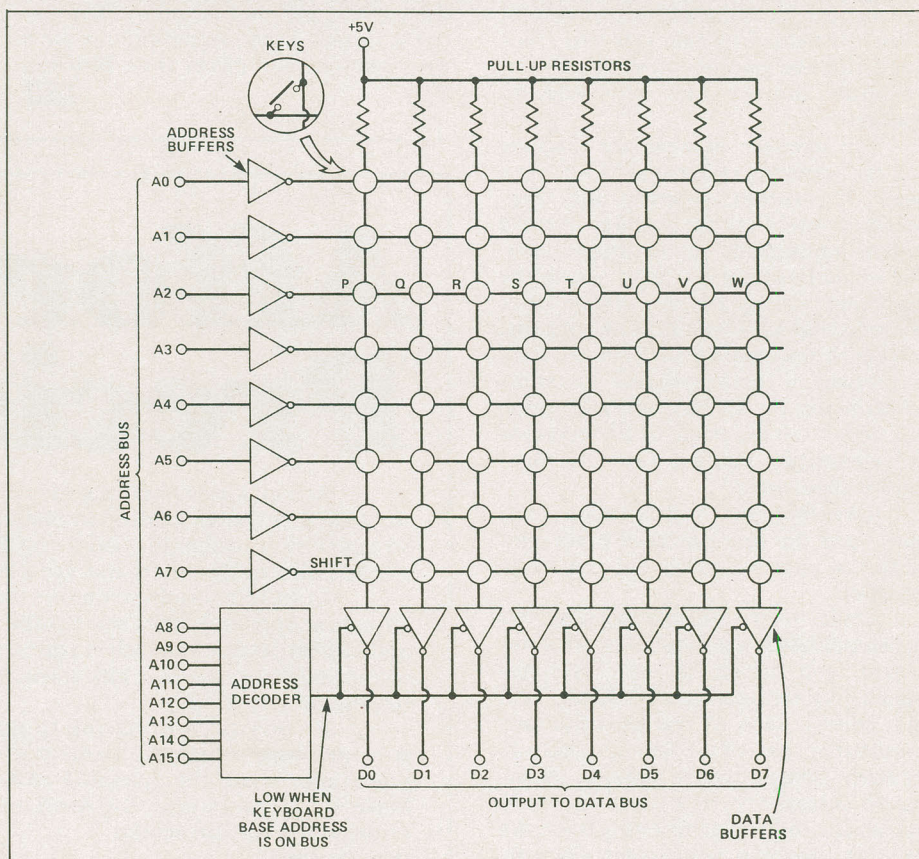 +5V
KEYS
PULL-UP RESISTORS
ADDRESS
BUFFERS
A0
A1
A2
P Q R S T U V W
A3
A4
A5
A6
A7
SHIFT
ADDRESS BUS
A8
A9
A10
A11
A12
A13
A14
A15
ADDRESS
DECODER
D0 D1 D2 D3 D4 D5 D6 D7
OUTPUT TO DATA BUS
LOW WHEN
KEYBOARD
BASE ADDRESS
IS ON BUS
DATA
BUFFERS